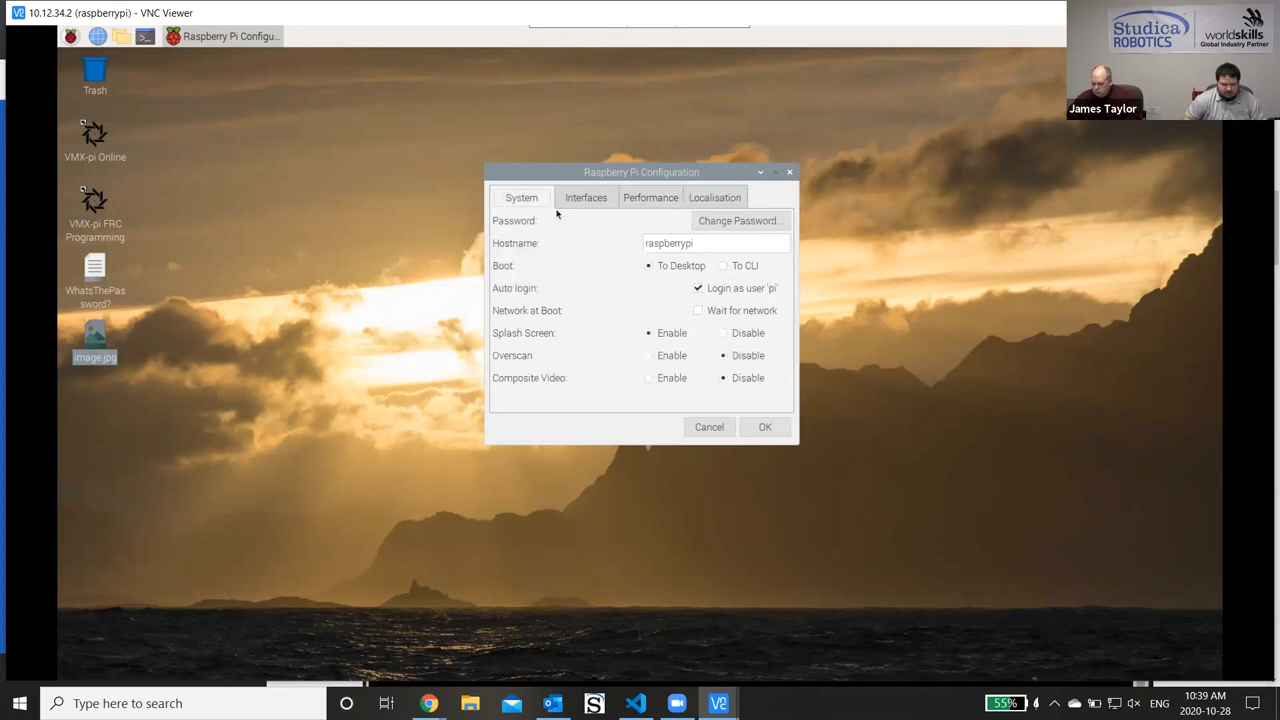 10.12.34.2 (raspberrypi) - VNC Viewer
Raspberry Pi Configu...
Studica
ROBOTICS
worldskills
Global Industry Partner
James Taylor
Trash
VMX-pi Online
VMX-pi FRC
Programming
WhatsThePas
sword?
image.jpg
Raspberry Pi Configuration
System Interfaces Performance Localisation
Password: Change Password...
Hostname: raspberrypi
Boot: To Desktop To CLI
Auto login: Login as user 'pi'
Network at Boot: Wait for network
Splash Screen: Enable Disable
Overscan: Enable Disable
Composite Video: Enable Disable
Cancel OK
Type here to search
55%
ENG
10:39 AM
2020-10-28